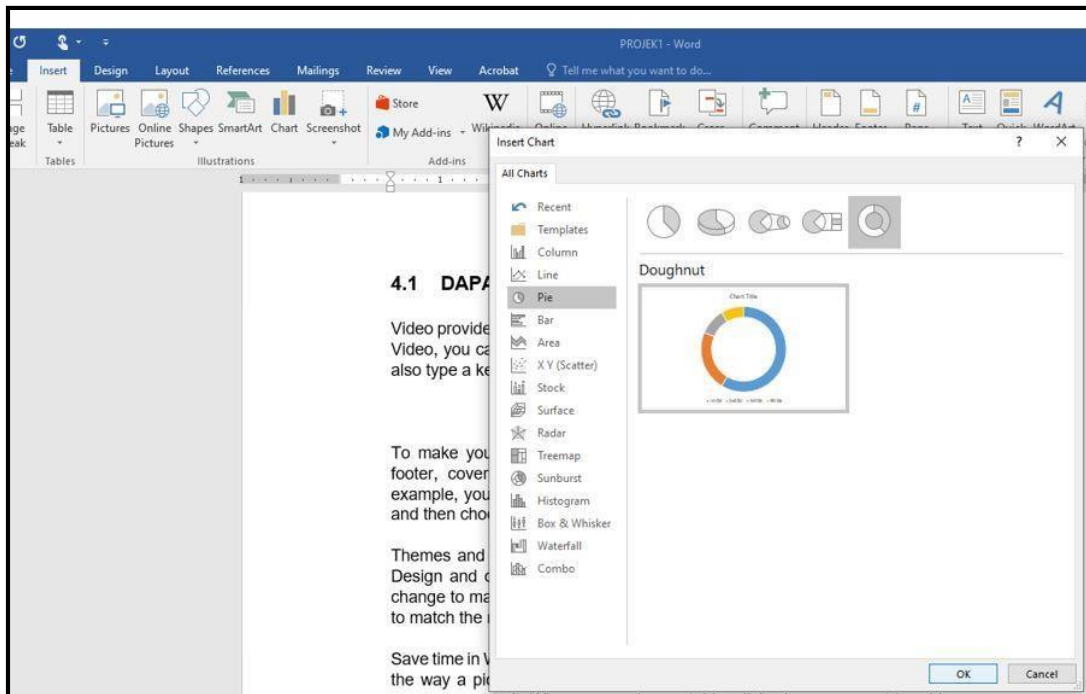 PROJEK1 - Word
Insert Design Layout References Mailings Review View Acrobat Tell me what you want to do...
Table Pictures Online Pictures Shapes SmartArt Chart Screenshot
Store
My Add-ins
Tables Illustrations Add-ins
Insert Chart
All Charts
Recent
Templates
Column
Line
Pie
Bar
Area
X Y (Scatter)
Stock
Surface
Radar
Treemap
Sunburst
Histogram
Box & Whisker
Waterfall
Combo
Doughnut
Chart Title
OK Cancel
4.1 DAPA
Video provide
Video, you ca
also type a ke
To make you
footer, cover
example, you
and then cho
Themes and
Design and
change to ma
to match the
Save time in
the way a pi